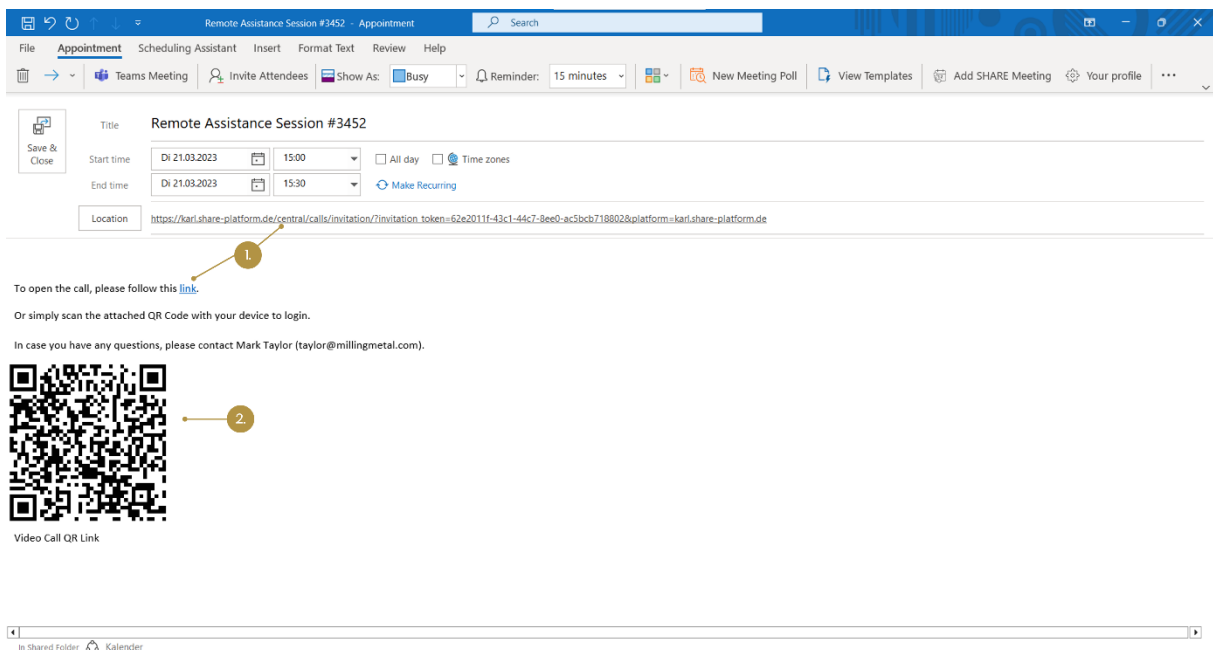 Remote Assistance Session #3452 - Appointment
Search
File Appointment Scheduling Assistant Insert Format Text Review Help
Teams Meeting Invite Attendees Show As: Busy Reminder: 15 minutes New Meeting Poll View Templates Add SHARE Meeting Your profile
Save & Close
Title Remote Assistance Session #3452
Start time Di 21.03.2023 15:00 All day Time zones
End time Di 21.03.2023 15:30 Make Recurring
Location https://karl.share-platform.de/central/calls/invitation/?invitation_token=62e2011f-43c1-44c7-8ee0-ac5bcb718802&platform=karl.share-platform.de
1.
To open the call, please follow this link.
Or simply scan the attached QR Code with your device to login.
In case you have any questions, please contact Mark Taylor (taylor@millingmetal.com).
2.
Video Call QR Link
In Shared Folder Kalender